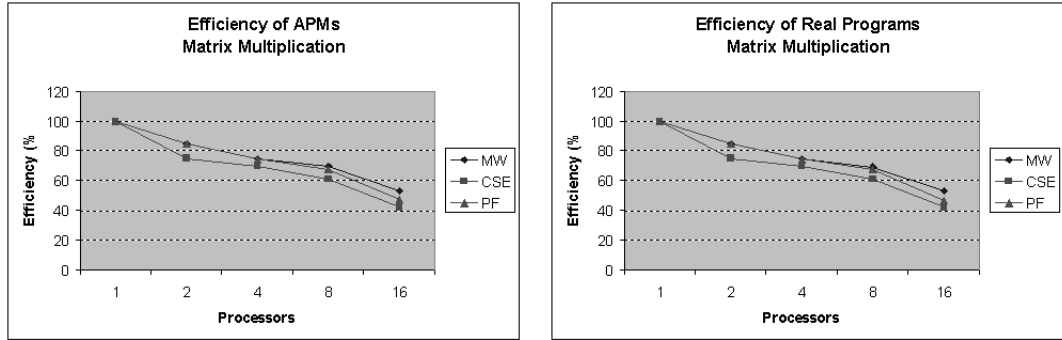 Efficiency of APMs
Matrix Multiplication
120
100
80
60
40
20
0
Efficiency (%
1 2 4 8 16
Processors
MW
CSE
PF
Efficiency of Real Programs
Matrix Multiplication
120
100
80
60
40
20
0
Efficiency (%
1 2 4 8 16
Processors
MW
CSE
PF